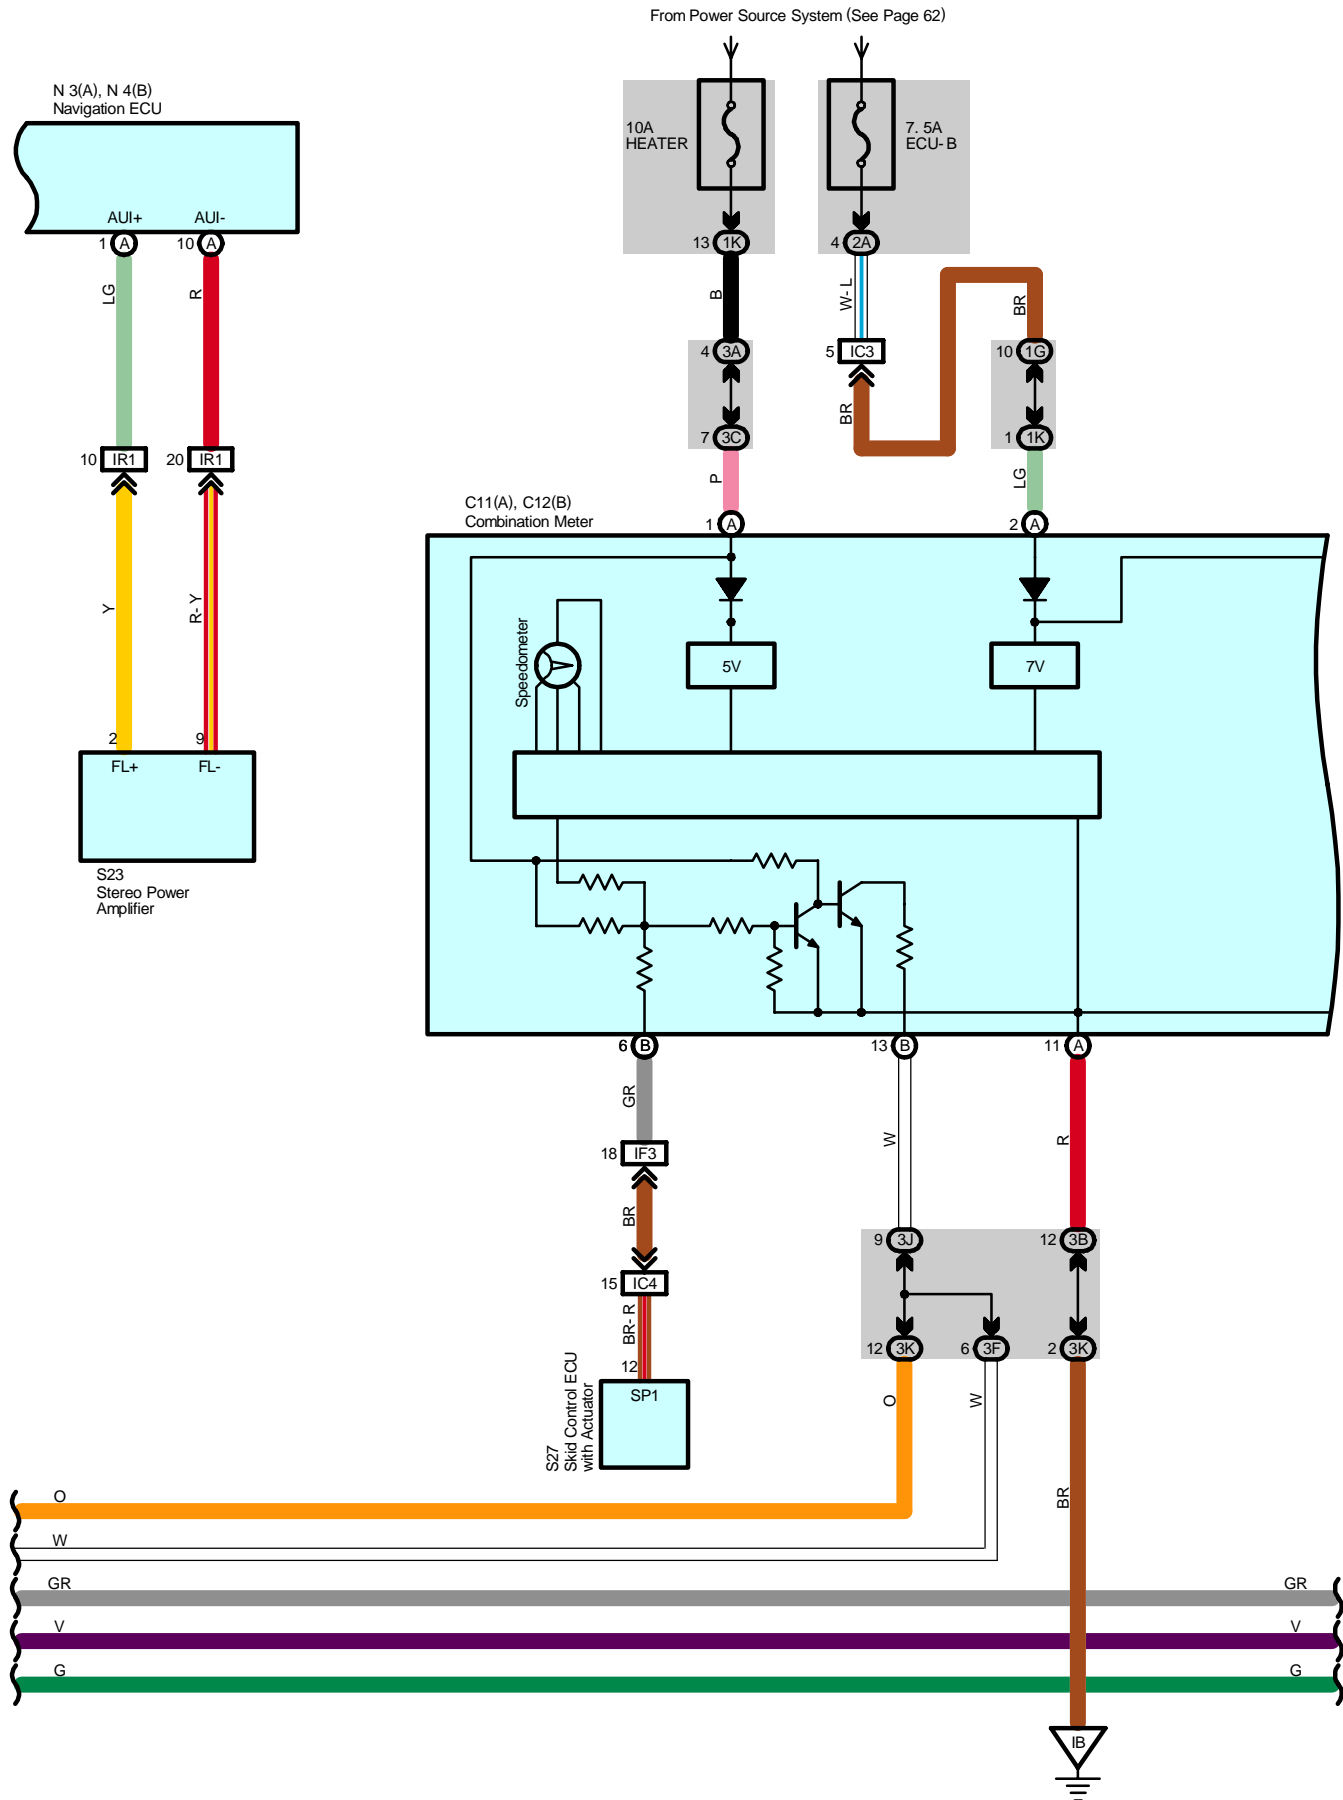 From Power Source System (See Page 62)
N 3(A), N 4(B)
Navigation ECU
10A
HEATER
7. 5A
ECU- B
AUI+
AUI-
1 A
10 A
13 1K
4 2A
LG
R
B
W- L
BR
4 3A
5 IC3
10 1G
BR
7 3C
1 1K
10 IR1
20 IR1
P
LG
C11(A), C12(B)
Combination Meter
1 A
2 A
Y
R- Y
Speedometer
5V
7V
2
9
FL+
FL-
S23
Stereo Power
Amplifier
6 B
13 B
11 A
GR
W
R
18 IF3
BR
9 3J
12 3B
15 IC4
BR- R
12 3K
6 3F
2 3K
12
SP1
S27
Skid Control ECU
with Actuator
O
W
BR
O
W
GR
GR
V
V
G
G
IB